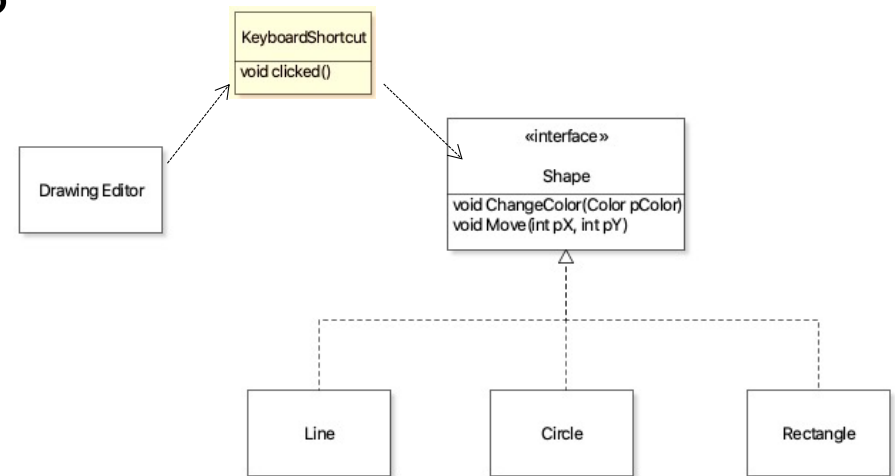 KeyboardShortcut
void clicked()
Drawing Editor
«interface»
Shape
void ChangeColor(Color pColor)
void Move(int pX, int pY)
Line
Circle
Rectangle